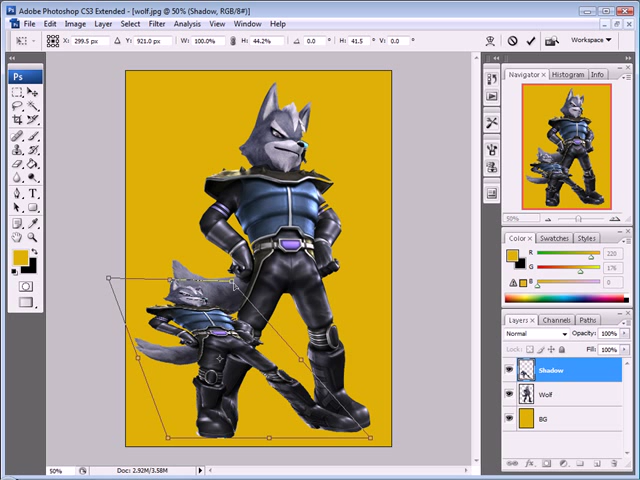 Adobe Photoshop CS3 Extended - [wolf.jpg @ 50% (Shadow, RGB/8#)]
File Edit Image Layer Select Filter Analysis View Window Help
X: 299.5 px Y: 921.0 px W: 100.0% H: 44.2% 0.0 ° H: 41.5 ° V: 0.0 ° Workspace
Ps
Navigator × Histogram Info
50%
Color × Swatches Styles
R 220
G 176
B 0
Layers × Channels Paths
Normal Opacity: 100%
Lock: Fill: 100%
Shadow
Wolf
BG
50% Doc: 2.92M/3.58M